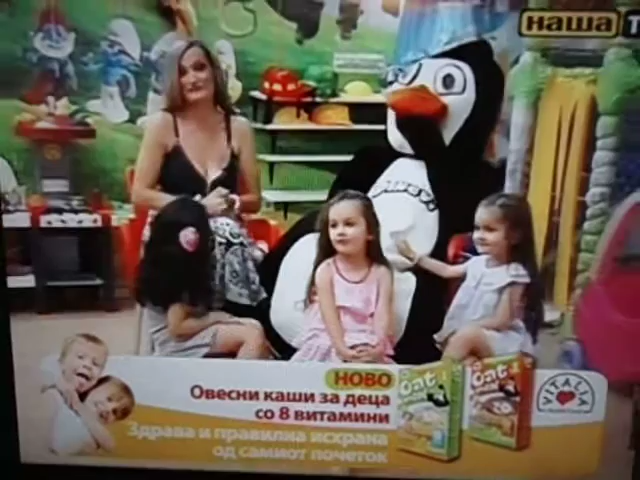 наша
НОВО
Овесни каши за деца
со 8 витамини
Здрава и правилна исхрана
од самиот почеток
Oat
Oat
VITALIA